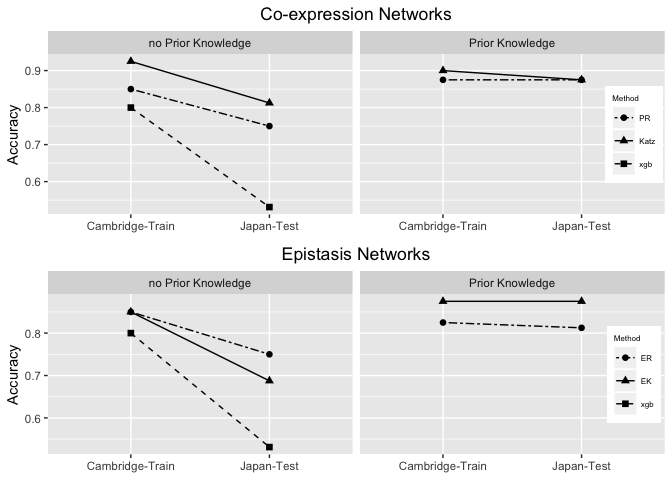 Co-expression Networks
no Prior Knowledge
Prior Knowledge
0.9
0.8
0.7
0.6
Accuracy
Method
PR
Katz
xgb
Cambridge-Train
Japan-Test
Cambridge-Train
Japan-Test
Epistasis Networks
no Prior Knowledge
Prior Knowledge
0.8
0.7
0.6
Accuracy
Method
ER
EK
xgb
Cambridge-Train
Japan-Test
Cambridge-Train
Japan-Test